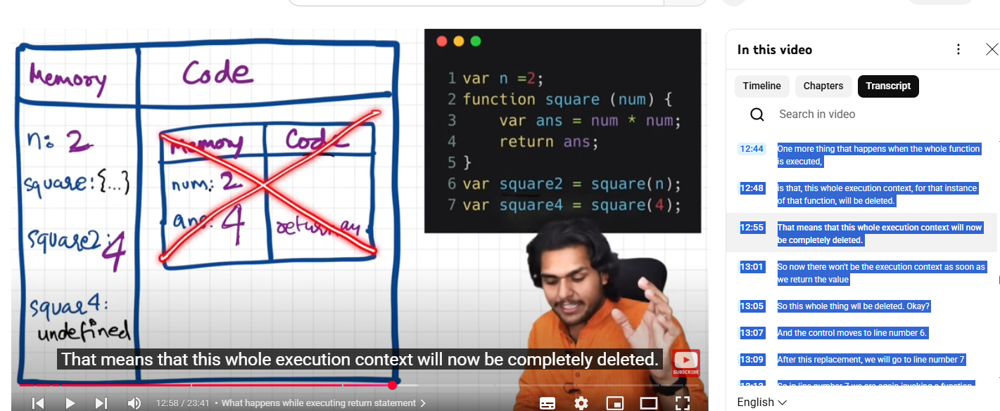 Memory
Code
n: 2
square: {...}
square2: 4
squar4:
undefined
Memory
Code
num: 2
ans: 4
return an
1 var n =2;
2 function square (num) {
3 var ans = num * num;
4 return ans;
5 }
6 var square2 = square(n);
7 var square4 = square(4);
That means that this whole execution context will now be completely deleted.
SUBSCRIBE
12:58 / 23:41 • What happens while executing return statement
In this video
Timeline
Chapters
Transcript
Search in video
12:44
One more thing that happens when the whole function
is executed,
12:48
is that, this whole execution context, for that instance
of that function, will be deleted.
12:55
That means that this whole execution context will now
be completely deleted.
13:01
So now there won't be the execution context as soon as
we return the value
13:05
So this whole thing wll be deleted. Okay?
13:07
And the control moves to line number 6.
13:09
After this replacement, we will go to line number 7
13:13
So in line number 7 we are again invoking a function
English